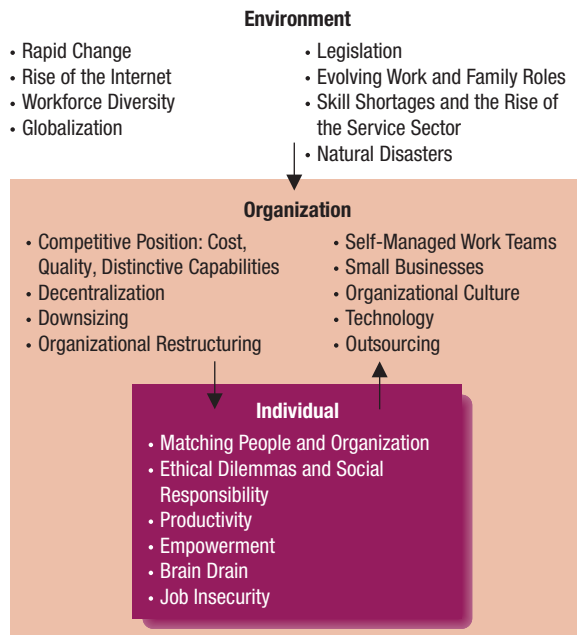 Environment
• Rapid Change
• Rise of the Internet
• Workforce Diversity
• Globalization
• Legislation
• Evolving Work and Family Roles
• Skill Shortages and the Rise of
the Service Sector
• Natural Disasters
Organization
• Competitive Position: Cost,
Quality, Distinctive Capabilities
• Decentralization
• Downsizing
• Organizational Restructuring
• Self-Managed Work Teams
• Small Businesses
• Organizational Culture
• Technology
• Outsourcing
Individual
• Matching People and Organization
• Ethical Dilemmas and Social
Responsibility
• Productivity
• Empowerment
• Brain Drain
• Job Insecurity